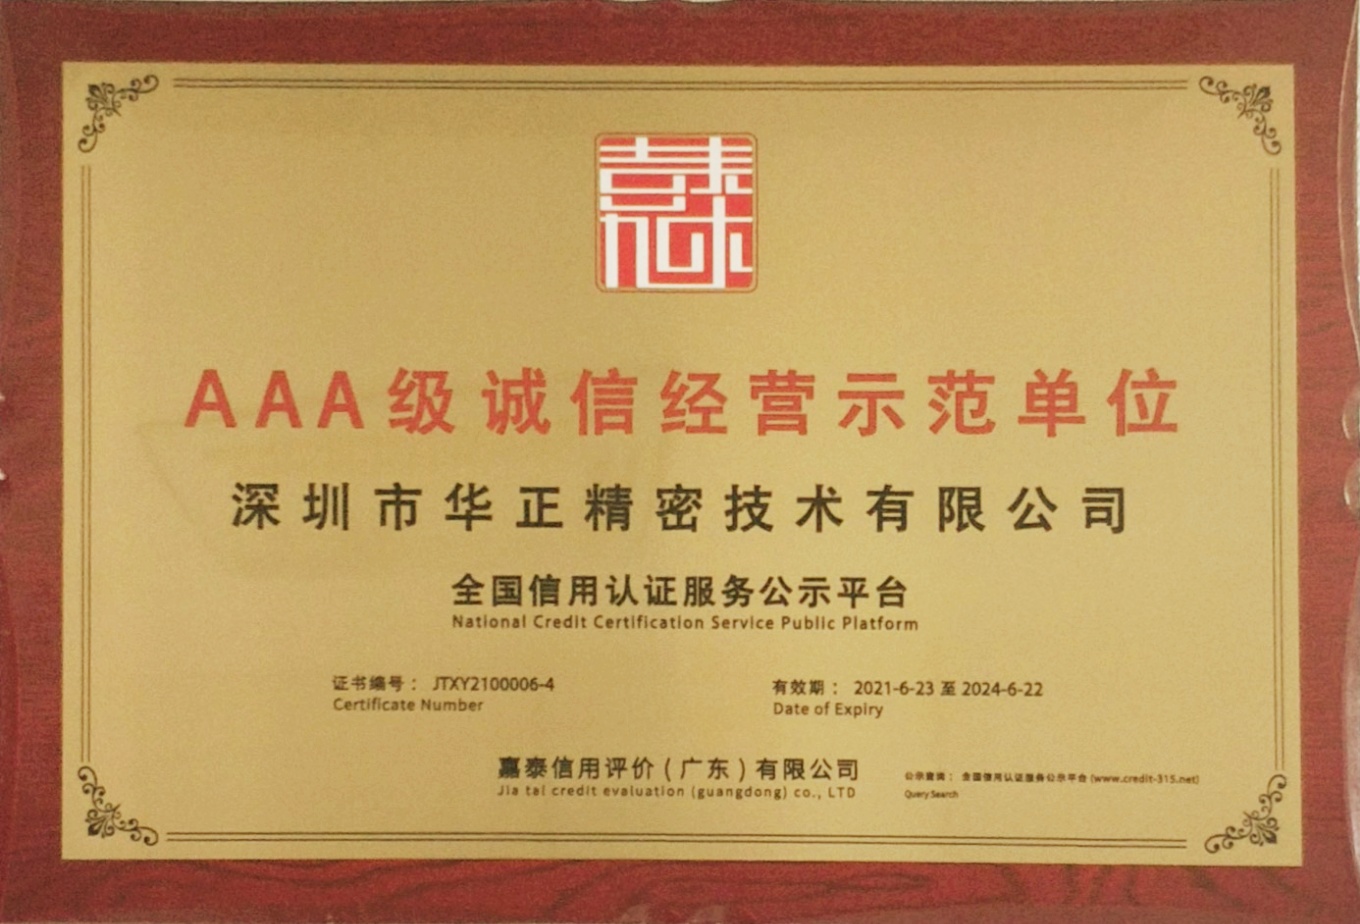 AAA级诚信经营示范单位
深圳市华正精密技术有限公司
全国信用认证服务公示平台
National Credit Certification Service Public Platform
证书编号： JTXY2100006-4
Certificate Number
有效期： 2021-6-23 至 2024-6-22
Date of Expiry
嘉泰信用评价（广东）有限公司
Jia tai credit evaluation (guangdong) co., LTD
公示查询： 全国信用认证服务公示平台 (www.credit-315.net)
Query Search